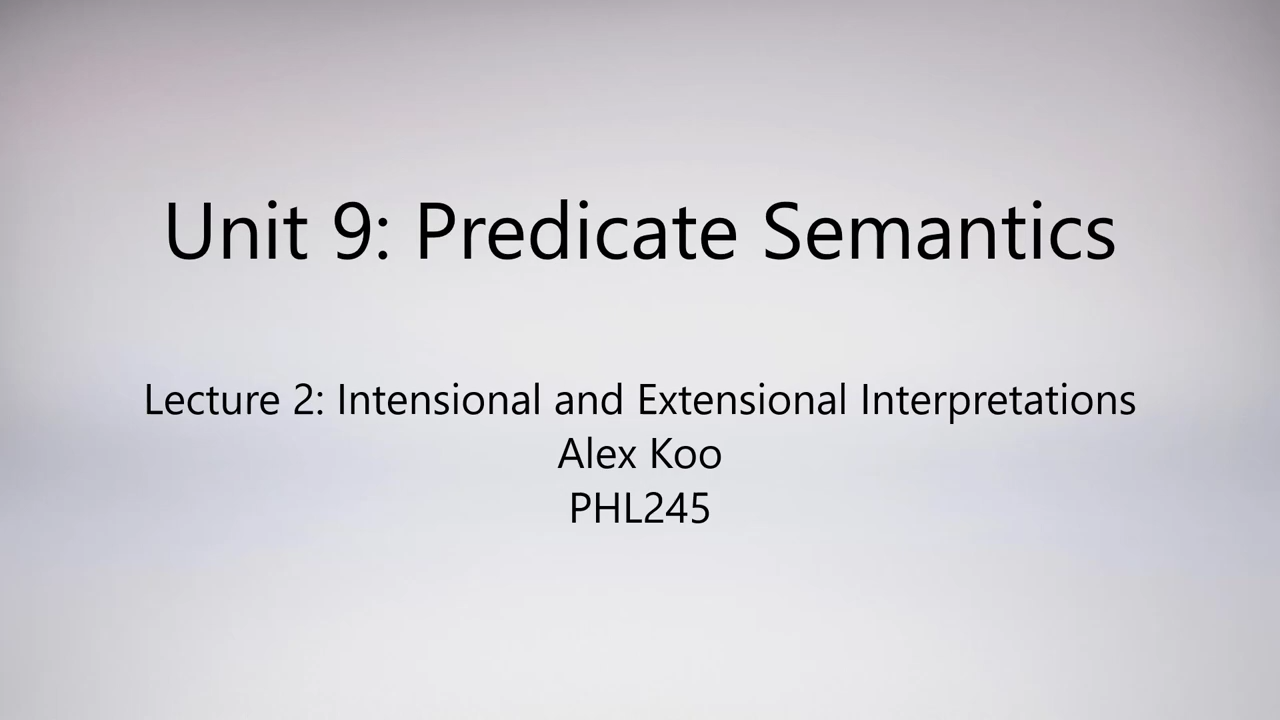 Unit 9: Predicate Semantics
Lecture 2: Intensional and Extensional Interpretations
Alex Koo
PHL245